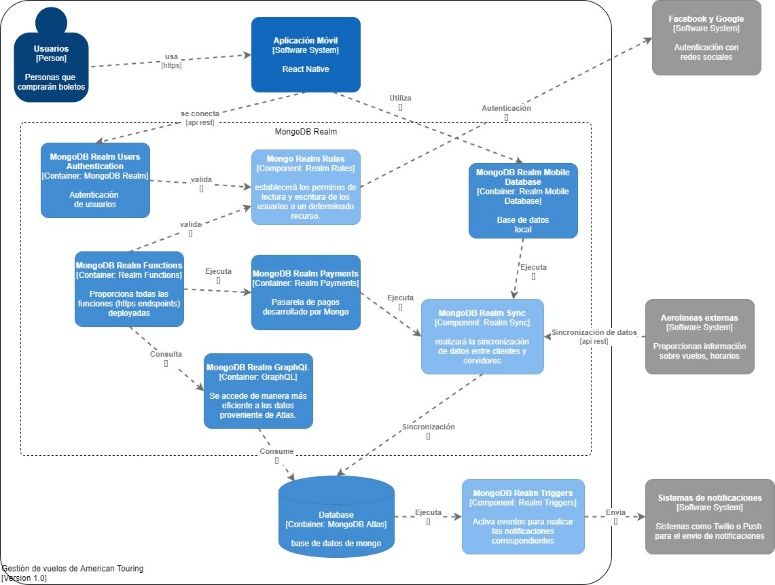 Usuarios
[Person]
Personas que
comprarán boletos
usa
[https]
Aplicación Móvil
[Software System]
React Native
Facebook y Google
[Software System]
Autenticación con
redes sociales
se conecta
[api rest]
Utiliza
[]
Autenticación
[]
MongoDB Realm
MongoDB Realm Users
Authentication
[Container: MongoDB Realm]
Autenticación
de usuarios
valida
[]
Mongo Realm Rules
[Component: Realm Rules]
establecerá los permisos de
lectura y escritura de los
usuarios a un determinado
recurso.
MongoDB Realm Mobile
Database
[Container: Realm Mobile
Database]
Base de datos
local
valida
[]
MongoDB Realm Functions
[Container: Realm Functions]
Proporciona todas las
funciones (https endpoints)
deployadas
Ejecuta
[]
MongoDB Realm Payments
[Container: Realm Payments]
Pasarela de pagos
desarrollado por Mongo
Ejecuta
[]
Ejecuta
[]
MongoDB Realm Sync
[Component: Realm Sync]
realizará la sincronización
de datos entre clientes y
servidores
Sincronización de datos
[api rest]
Aerolíneas externas
[Software System]
Proporcionan información
sobre vuelos, horarios
Consulta
[]
MongoDB Realm GraphQL
[Container: GraphQL]
Se accede de manera más
eficiente a los datos
proveniente de Atlas.
Consume
[]
Sincronización
[]
Database
[Container: MongoDB Atlas]
base de datos de mongo
Ejecuta
[]
MongoDB Realm Triggers
[Component: Realm Triggers]
Activa eventos para realizar
las notificaciones
correspondientes
Envía
[]
Sistemas de notificaciones
[Software System]
Sistemas como Twilio o Push
para el envío de notificaciones
Gestiòn de vuelos de American Touring
[Version 1.0]